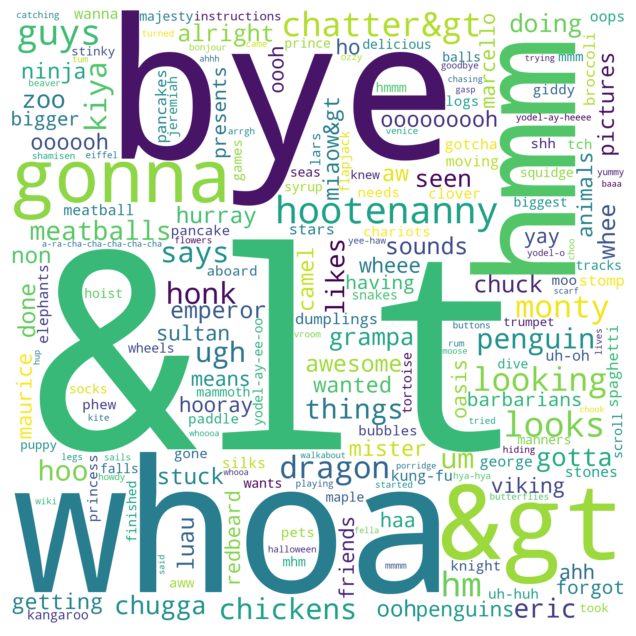 catching wanna majesty instructions
stinky
turned came ahhh
tum bonjour ozzy
beaver
guys
ninja
zoo
bigger
oooooh
kiya
bye
pancakes
jeremiah
presents
alright
prince
ho
oooh
chatter&gt
delicious
balls
hmmm
logs
ooooooooh
miaow&gt
lars
flapjack
aw
seen
goodbye
chasing
gasp
gotcha
moving
marcello
doing
mmm
giddy
oops
trying
broccoli
yodel-ay-heeee
shh
tch
squidge
biggest
animals
pictures
venice
yummy
baaa
hmmm
shamisen
eiffel
arrgh
games
seas
syrup
needs
clover
gonna
meatball
hurray
stars
hootenanny
chariots
meatballs
pancake
a-ra-cha-cha-cha-cha-cha
flowers
yee-haw
sounds
whee
yay
yodel-o
choo
tracks
non
says
aboard
likes
wheee
having
snakes
chuck
moo
stomp
done
elephants
hoist
honk
camel
dumplings
penguin
monty
emperor
sultan
ugh
yodel-ay-ee-oo
vroom
grampa
awesome
wanted
tortoise
rum
moose
buttons
trumpet
uh-oh
lives
scarf
spaghetti
&lt
maurice
hup
wheels
means
mammoth
things
oasis
looking
barbarians
socks
phew
hooray
kite
paddle
bubbles
dive
tried
chook
manners
scroll
puppy
legs
sails
gone
whoooa
silks
mister
looks
hoo
howdy
falls
stuck
whoaa
walkabout
dragon
kung-fu
um
george
gotta
stones
princess
finished
wants
porridge
hya-hya
hiding
viking
butterflies
whoa
wiki
luau
redbeard
maple
playing
started
pets
friends
haa
&gt
mhm
halloween
fella
hm
knight
ahh
forgot
aww
mmmm
uh-huh
getting
kangaroo
said
chugga
chickens
oohpenguins
eric
took